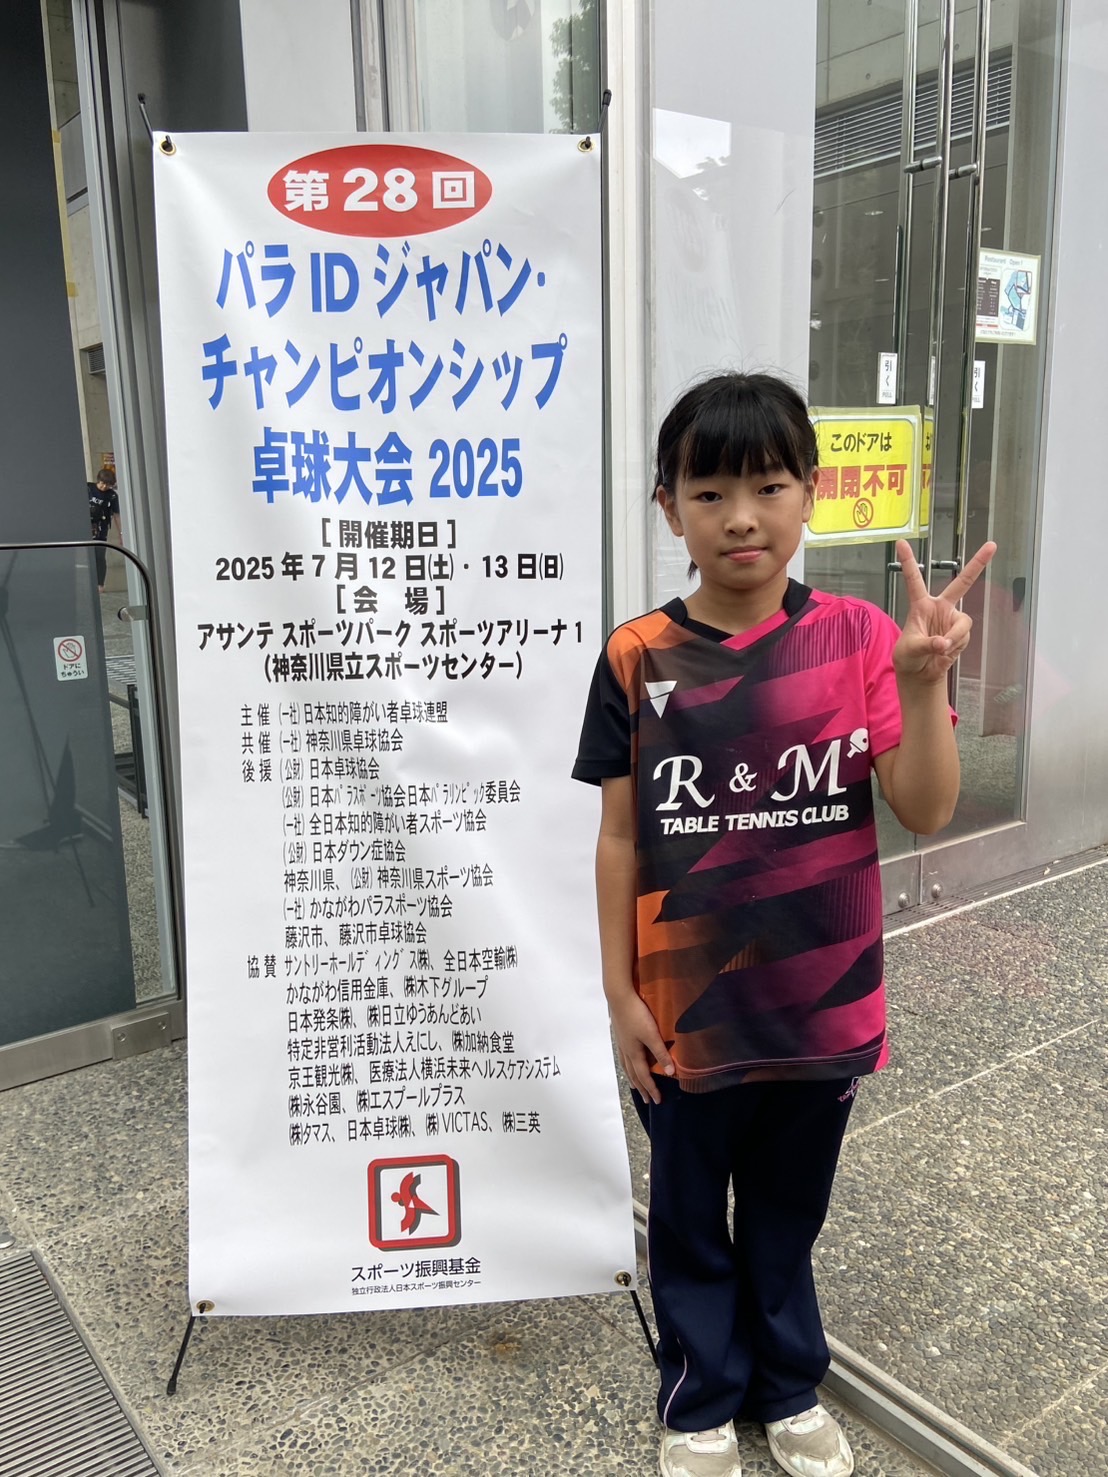 第28回
パラIDジャパン・
チャンピオンシップ
卓球大会 2025
[ 開催期日 ]
2025年7月12日(土)・13日(日)
[ 会　場 ]
アサンテ スポーツパーク スポーツアリーナ1
(神奈川県立スポーツセンター)
主 催 (一社) 日本知的障がい者卓球連盟
共 催 (一社) 神奈川県卓球協会
後 援 (公財) 日本卓球協会
(公財) 日本パラスポーツ協会日本パラリンピック委員会
(一社) 全日本知的障がい者スポーツ協会
(公財) 日本ダウン症協会
神奈川県、(公財) 神奈川県スポーツ協会
(一社) かながわパラスポーツ協会
藤沢市、藤沢市卓球協会
協 賛 サントリーホールディングス㈱、全日本空輸㈱
かながわ信用金庫、㈱木下グループ
日本発条㈱、㈱日立ゆうあんどあい
特定非営利活動法人えにし、㈱加納食堂
京王観光㈱、医療法人横浜未来ヘルスケアシステム
㈱永谷園、㈱エスプールプラス
㈱タマス、日本卓球㈱、㈱VICTAS、㈱三英
スポーツ振興基金
独立行政法人日本スポーツ振興センター
R & M
TABLE TENNIS CLUB
このドアは
開閉不可
引く
引く
Restaurant Open!
ドアに
ちゅうい